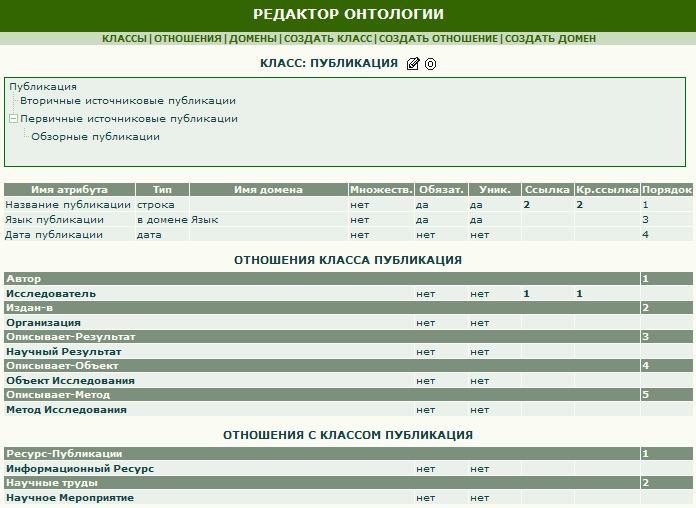 РЕДАКТОР ОНТОЛОГИИ
КЛАССЫ | ОТНОШЕНИЯ | ДОМЕНЫ | СОЗДАТЬ КЛАСС | СОЗДАТЬ ОТНОШЕНИЕ | СОЗДАТЬ ДОМЕН
КЛАСС: ПУБЛИКАЦИЯ
Публикация
Вторичные источниковые публикации
Первичные источниковые публикации
Обзорные публикации
Имя атрибута Тип Имя домена Множеств. Обязат. Уник. Ссылка Кр.ссылка Порядок
Название публикации строка нет да да 2 2 1
Язык публикации в домене Язык нет да да 3
Дата публикации дата нет нет нет 4
ОТНОШЕНИЯ КЛАССА ПУБЛИКАЦИЯ
Автор 1
Исследователь нет нет 1 1
Издан-в 2
Организация нет нет
Описывает-Результат 3
Научный Результат нет нет
Описывает-Объект 4
Объект Исследования нет нет
Описывает-Метод 5
Метод Исследования нет нет
ОТНОШЕНИЯ С КЛАССОМ ПУБЛИКАЦИЯ
Ресурс-Публикации 1
Информационный Ресурс нет нет
Научные труды 2
Научное Мероприятие нет нет